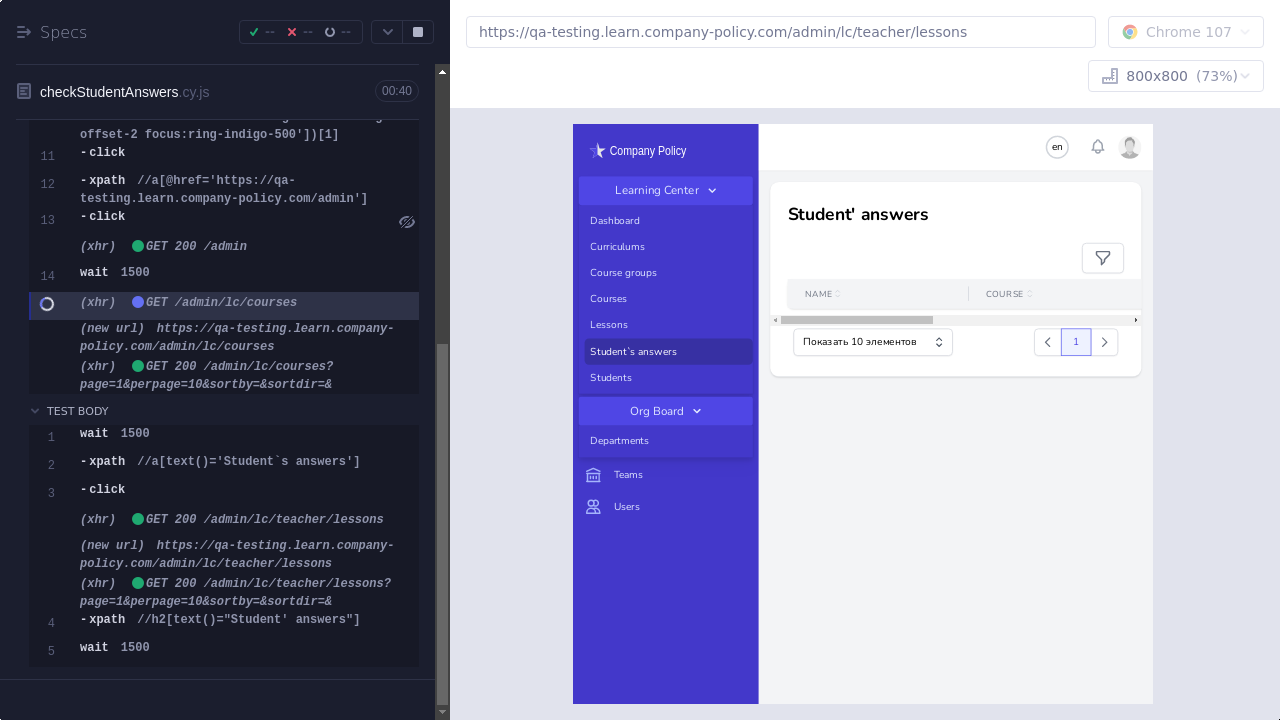 Specs
-- -- --
checkStudentAnswers.cy.js
00:40
offset-2 focus:ring-indigo-500'])[1]
11 -click
12 -xpath //a[@href='https://qa-
testing.learn.company-policy.com/admin']
13 -click
(xhr) GET 200 /admin
14 wait 1500
(xhr) GET /admin/lc/courses
(new url) https://qa-testing.learn.company-
policy.com/admin/lc/courses
(xhr) GET 200 /admin/lc/courses?
page=1&perpage=10&sortby=&sortdir=&
TEST BODY
1 wait 1500
2 -xpath //a[text()='Student`s answers']
3 -click
(xhr) GET 200 /admin/lc/teacher/lessons
(new url) https://qa-testing.learn.company-
policy.com/admin/lc/teacher/lessons
(xhr) GET 200 /admin/lc/teacher/lessons?
page=1&perpage=10&sortby=&sortdir=&
4 -xpath //h2[text()="Student' answers"]
5 wait 1500
https://qa-testing.learn.company-policy.com/admin/lc/teacher/lessons
Chrome 107
800x800 (73%)
Company Policy
Learning Center
Dashboard
Curriculums
Course groups
Courses
Lessons
Student`s answers
Students
Org Board
Departments
Teams
Users
en
Student' answers
NAME
COURSE
Показать 10 элементов
1